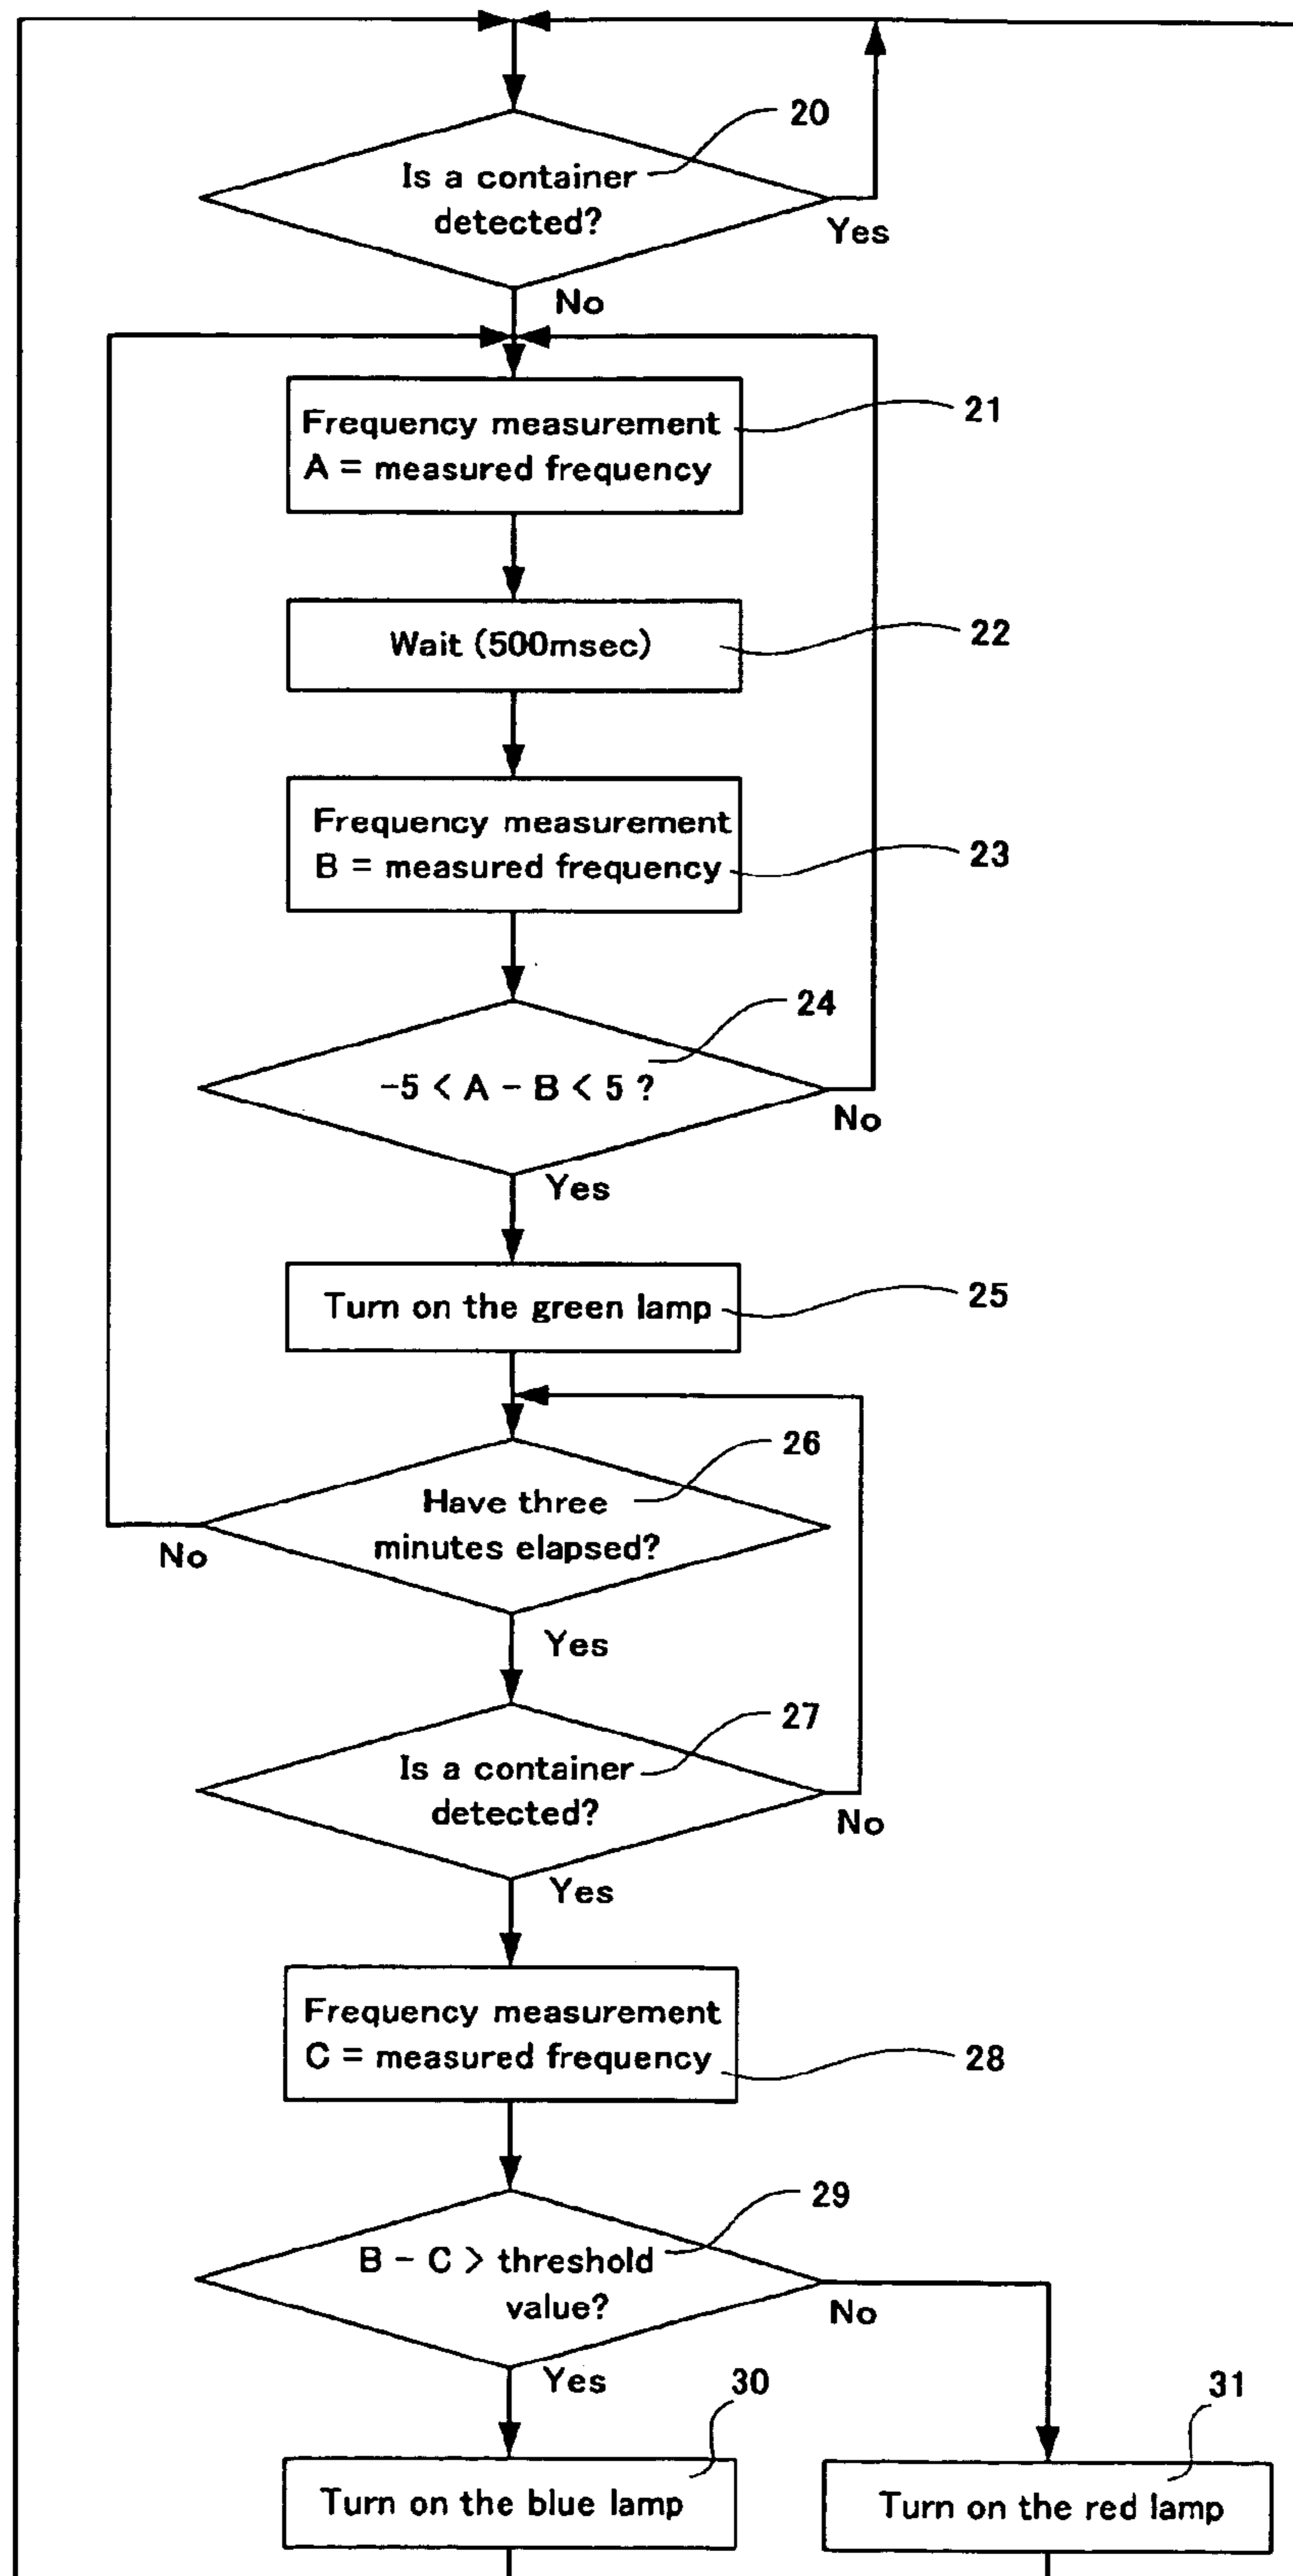 20
Is a container
detected?
Yes
No
21
Frequency measurement
A = measured frequency
22
Wait (500msec)
Frequency measurement
B = measured frequency
23
24
-5 < A - B < 5 ?
No
Yes
25
Turn on the green lamp
26
Have three
minutes elapsed?
No
Yes
27
Is a container
detected?
No
Yes
Frequency measurement
C = measured frequency
28
29
B - C > threshold
value?
No
Yes
30
31
Turn on the blue lamp
Turn on the red lamp